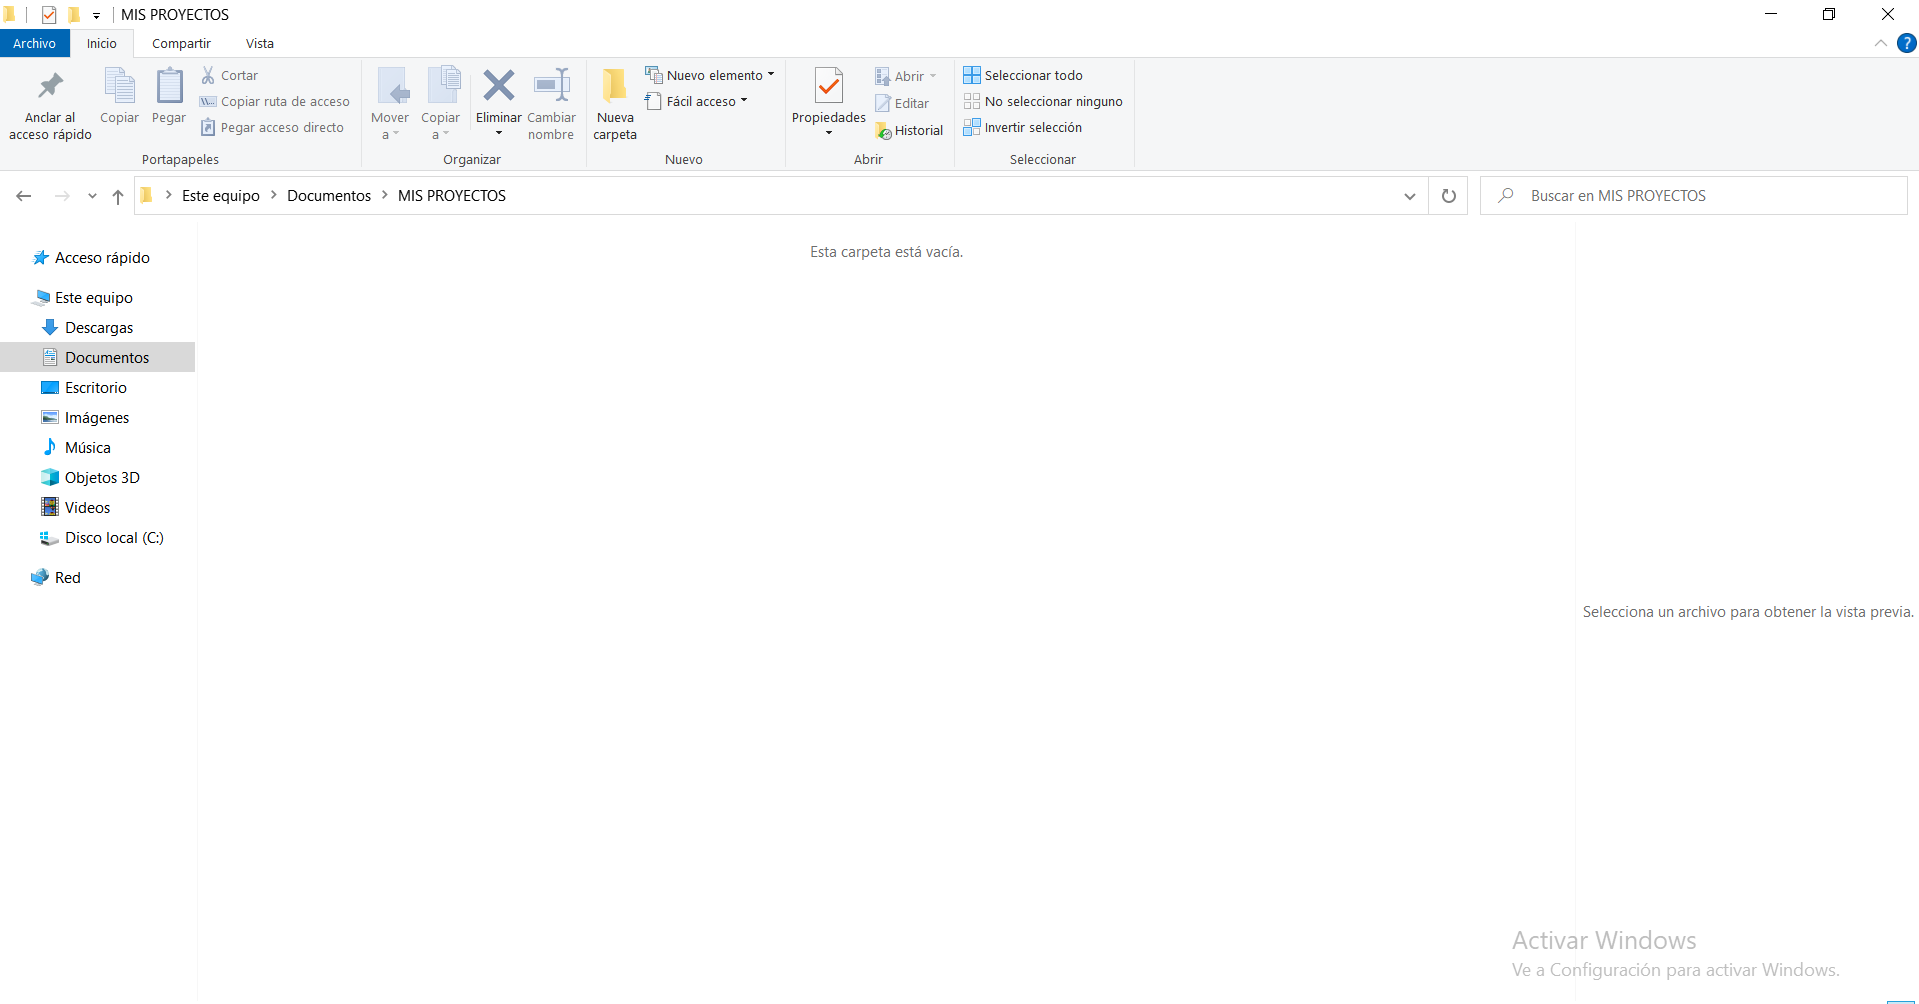 MIS PROYECTOS
Archivo Inicio Compartir Vista
?
Anclar al acceso rápido
Copiar
Pegar
Cortar
Copiar ruta de acceso
Pegar acceso directo
Portapapeles
Mover a
Copiar a
Eliminar
Cambiar nombre
Organizar
Nueva carpeta
Nuevo elemento
Fácil acceso
Nuevo
Propiedades
Abrir
Editar
Historial
Abrir
Seleccionar todo
No seleccionar ninguno
Invertir selección
Seleccionar
Este equipo > Documentos > MIS PROYECTOS
Buscar en MIS PROYECTOS
Acceso rápido
Este equipo
Descargas
Documentos
Escritorio
Imágenes
Música
Objetos 3D
Videos
Disco local (C:)
Red
Esta carpeta está vacía.
Selecciona un archivo para obtener la vista previa.
Activar Windows
Ve a Configuración para activar Windows.